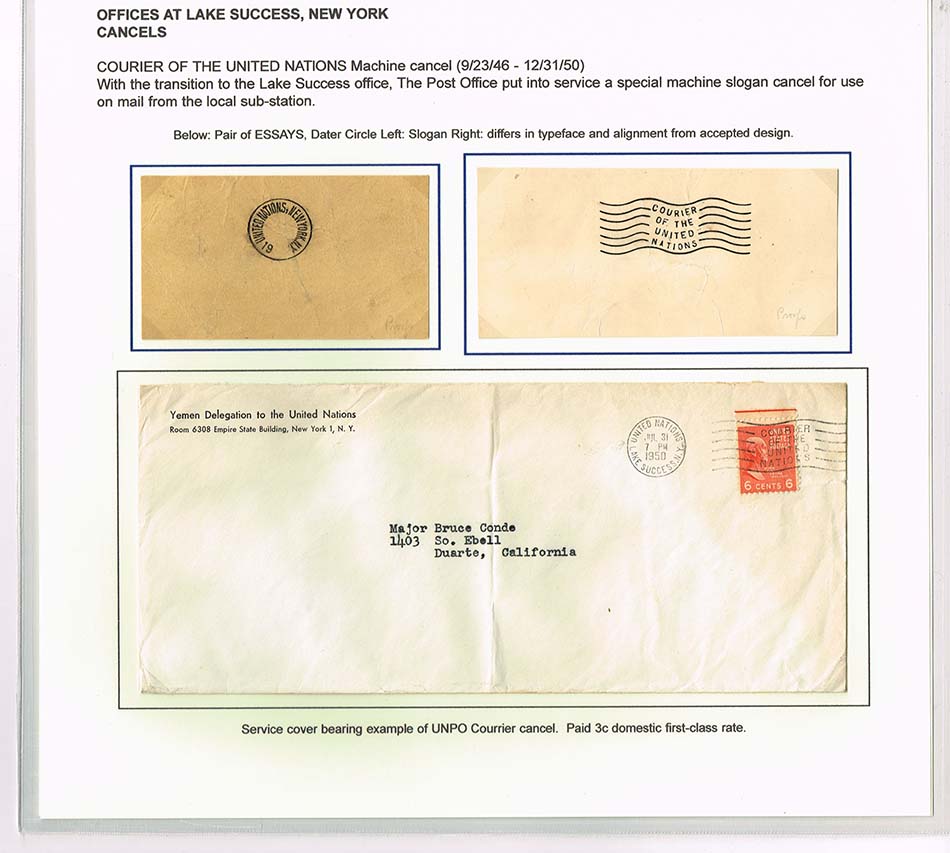 OFFICES AT LAKE SUCCESS, NEW YORK
CANCELS
COURIER OF THE UNITED NATIONS Machine cancel (9/23/46 - 12/31/50)
With the transition to the Lake Success office, The Post Office put into service a special machine slogan cancel for use
on mail from the local sub-station.
Below: Pair of ESSAYS, Dater Circle Left: Slogan Right: differs in typeface and alignment from accepted design.
UNITED NATIONS, NEW YORK, N.Y.
19
Proofs
COURIER
OF THE
UNITED
NATIONS
Proofs
Yemen Delegation to the United Nations
Room 6308 Empire State Building, New York 1, N. Y.
UNITED NATIONS
JUL 31
7 PM
1950
LAKE SUCCESS, N.Y.
COURIER
OF THE
UNITED
NATIONS
6 CENTS 6
Major Bruce Conde
1403 So. Ebell
Duarte, California
Service cover bearing example of UNPO Courrier cancel. Paid 3c domestic first-class rate.